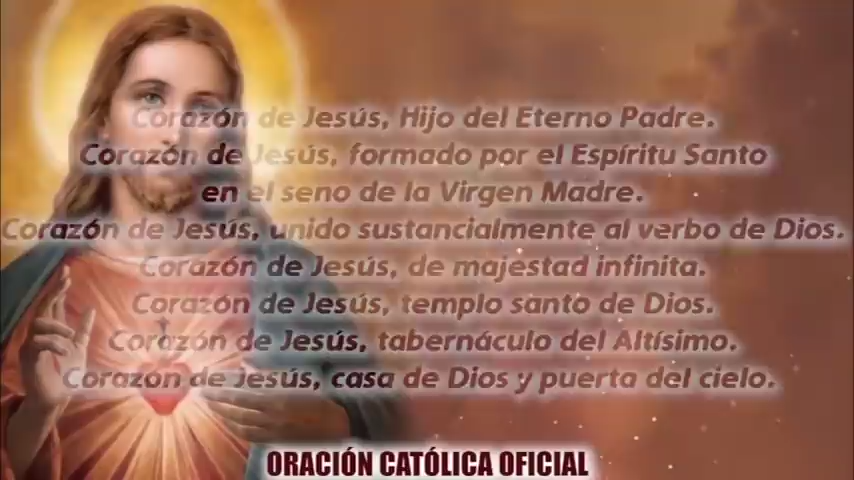 Corazón de Jesús, Hijo del Eterno Padre.
Corazón de Jesús, formado por el Espíritu Santo
en el seno de la Virgen Madre.
Corazón de Jesús, unido sustancialmente al verbo de Dios.
Corazón de Jesús, de majestad infinita.
Corazón de Jesús, templo santo de Dios.
Corazón de Jesús, tabernáculo del Altísimo.
Corazón de Jesús, casa de Dios y puerta del cielo.
ORACIÓN CATÓLICA OFICIAL